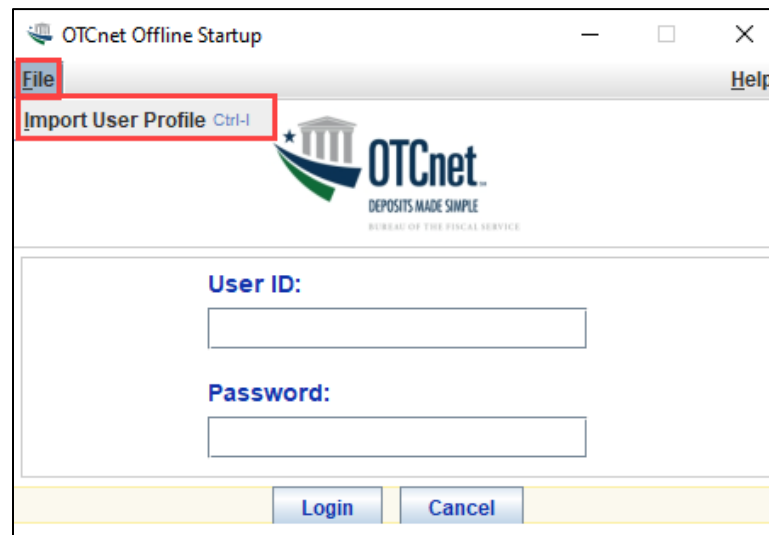 OTCnet Offline Startup
File Help
Import User Profile Ctrl-I
OTCnet
DEPOSITS MADE SIMPLE
BUREAU OF THE FISCAL SERVICE
User ID:
Password:
Login Cancel